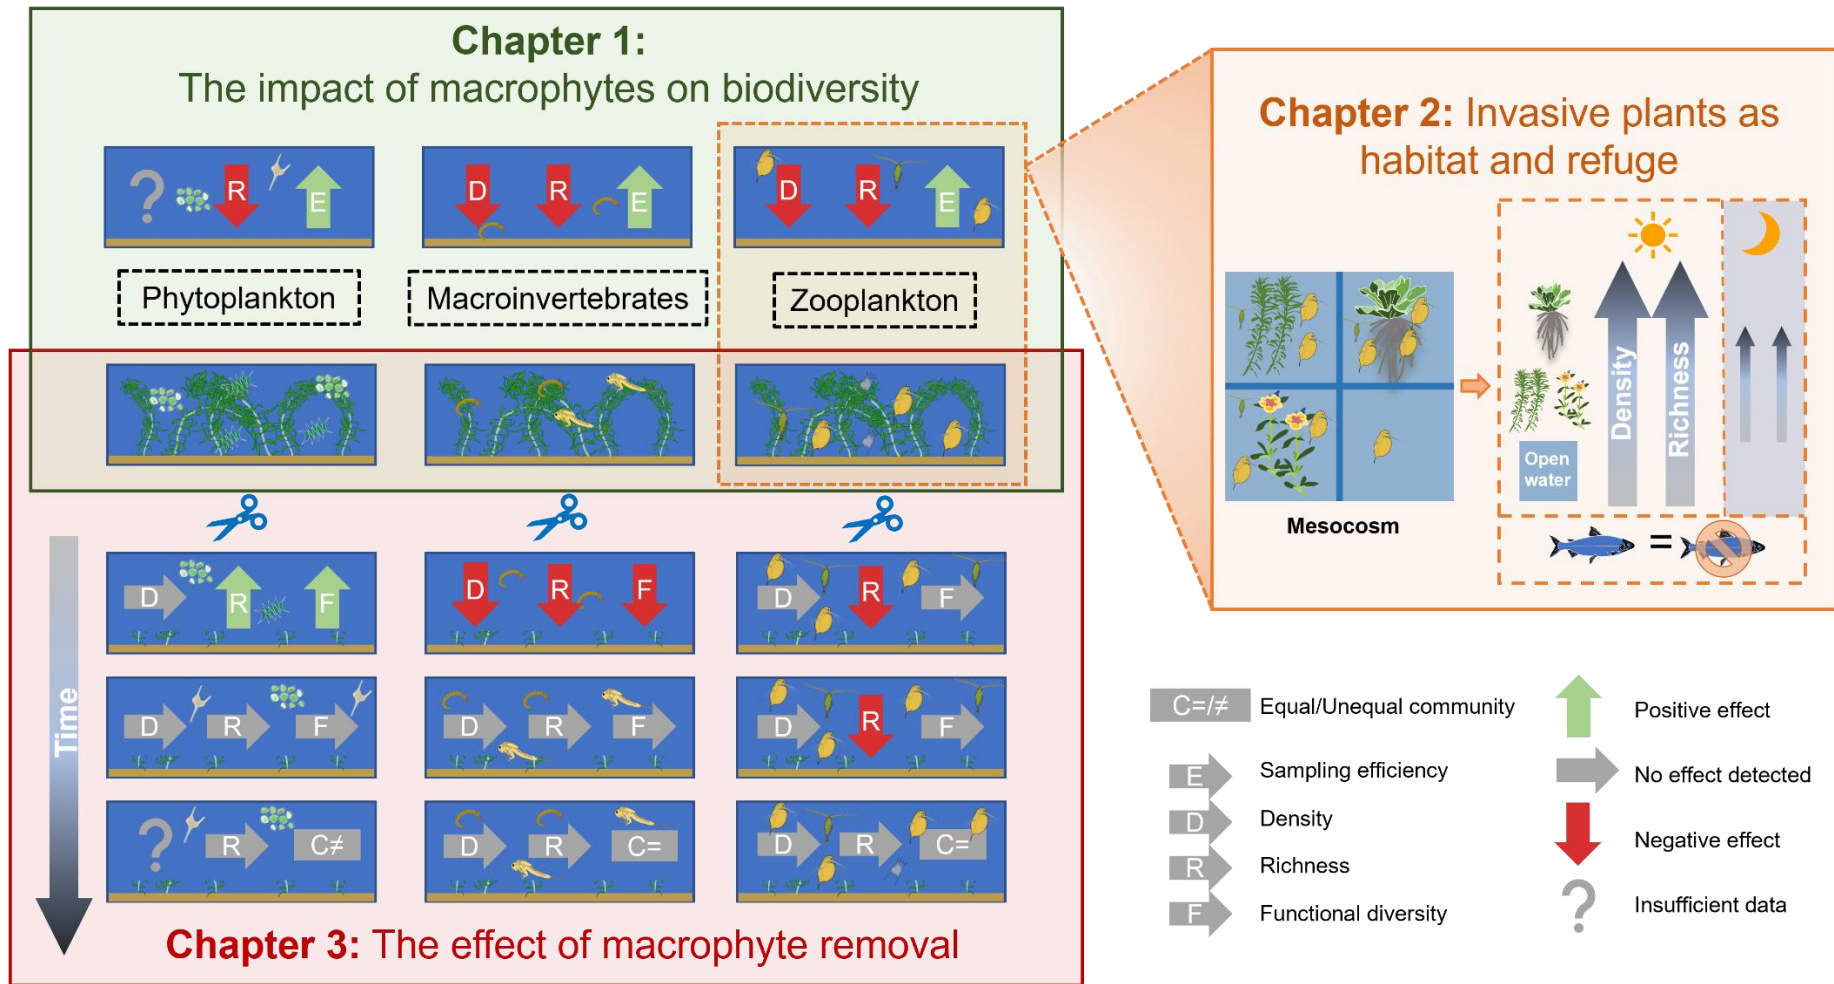 Chapter 1:
The impact of macrophytes on biodiversity
? R E
D R E
D R E
Phytoplankton
Macroinvertebrates
Zooplankton
Time
D R F
D R F
D R F
D R F
D R F
D R F
? R C≠
D R C=
D R C=
Chapter 3: The effect of macrophyte removal
Chapter 2: Invasive plants as
habitat and refuge
Mesocosm
Open
water
Density
Richness
=
C=/≠ Equal/Unequal community
E Sampling efficiency
D Density
R Richness
F Functional diversity
Positive effect
No effect detected
Negative effect
? Insufficient data